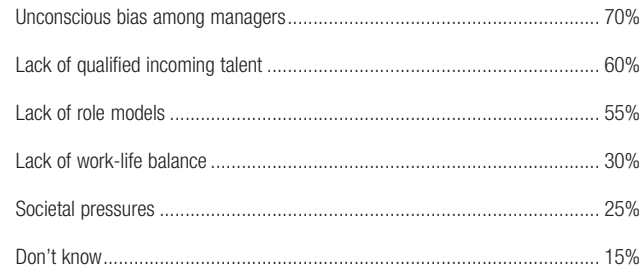 Unconscious bias among managers........................................................................ 70%
Lack of qualified incoming talent ............................................................................. 60%
Lack of role models .................................................................................................. 55%
Lack of work-life balance .......................................................................................... 30%
Societal pressures .................................................................................................... 25%
Don’t know................................................................................................................. 15%